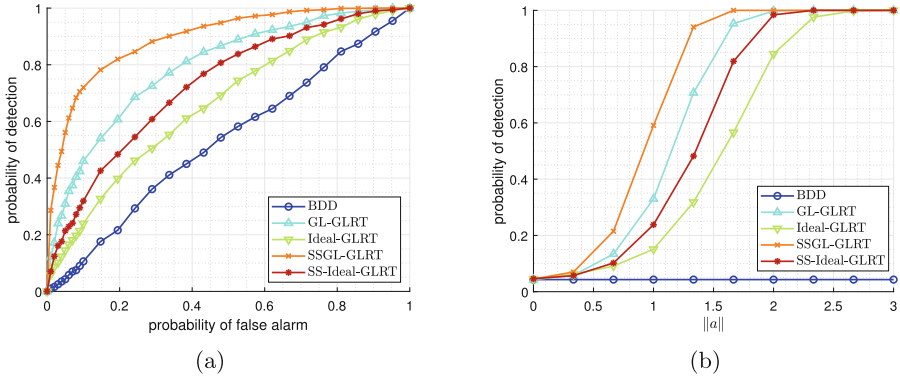 1
0.8
0.6
0.4
0.2
0
probability of detection
0 0.2 0.4 0.6 0.8 1
probability of false alarm
BDD
GL-GLRT
Ideal-GLRT
SSGL-GLRT
SS-Ideal-GLRT
(a)
1
0.8
0.6
0.4
0.2
0
probability of detection
0 0.5 1 1.5 2 2.5 3
‖a‖
BDD
GL-GLRT
Ideal-GLRT
SSGL-GLRT
SS-Ideal-GLRT
(b)